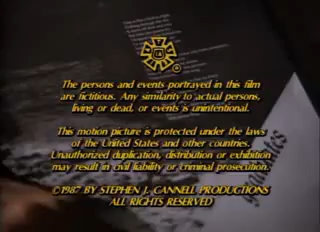 The persons and events portrayed in this film
are fictitious. Any similarity to actual persons,
living or dead, or events is unintentional.
This motion picture is protected under the laws
of the United States and other countries.
Unauthorized duplication, distribution or exhibition
may result in civil liability or criminal prosecution.
©1987 BY STEPHEN J. CANNELL PRODUCTIONS
ALL RIGHTS RESERVED